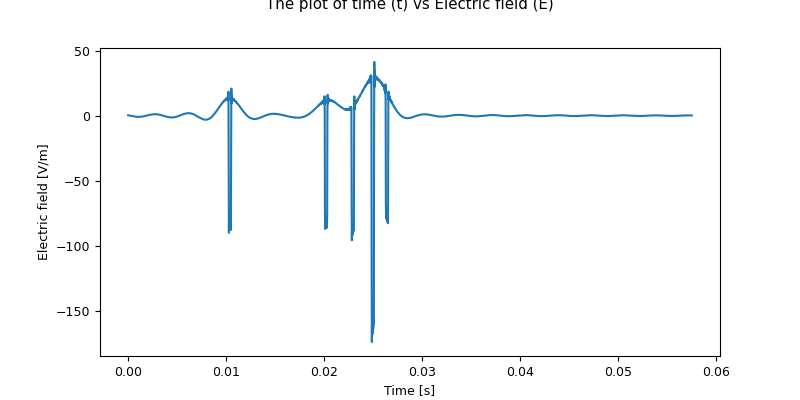 The plot of time (t) vs Electric field (E)
50
0
−50
−100
−150
Electric field [V/m]
0.00 0.01 0.02 0.03 0.04 0.05 0.06
Time [s]